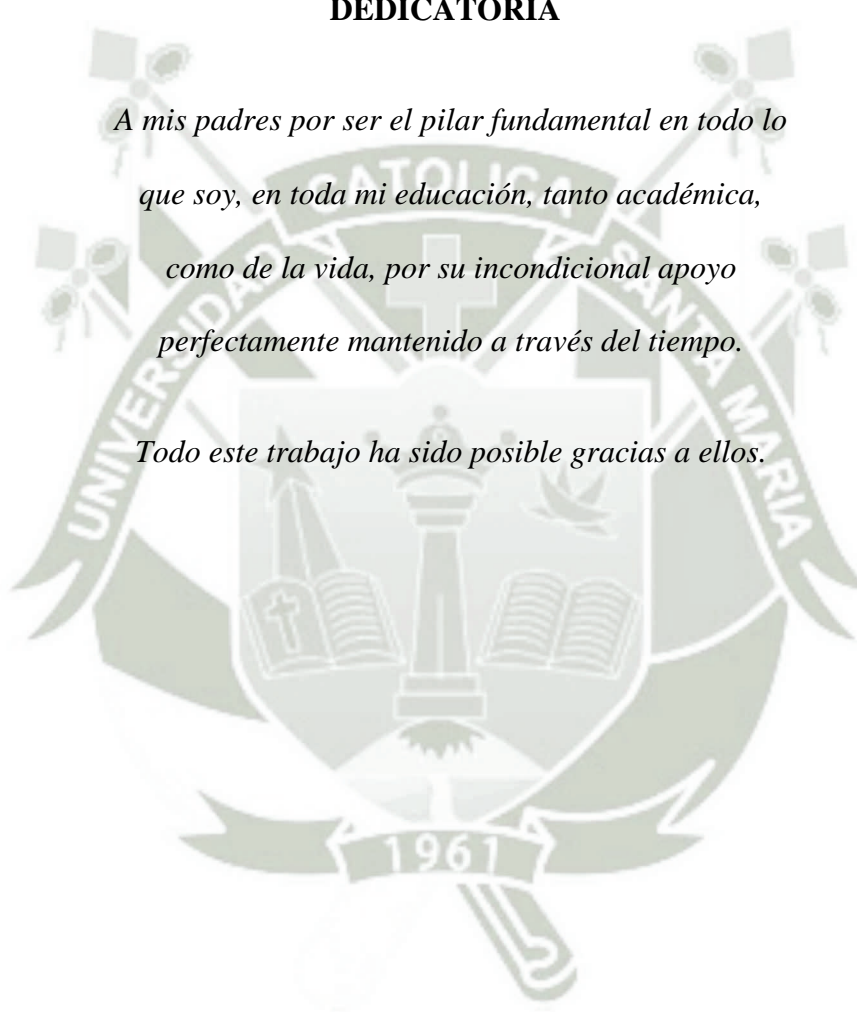 DEDICATORIA
A mis padres por ser el pilar fundamental en todo lo
que soy, en toda mi educación, tanto académica,
como de la vida, por su incondicional apoyo
perfectamente mantenido a través del tiempo.
Todo este trabajo ha sido posible gracias a ellos.
UNIVERSIDAD CATOLICA SANTA MARIA
1961